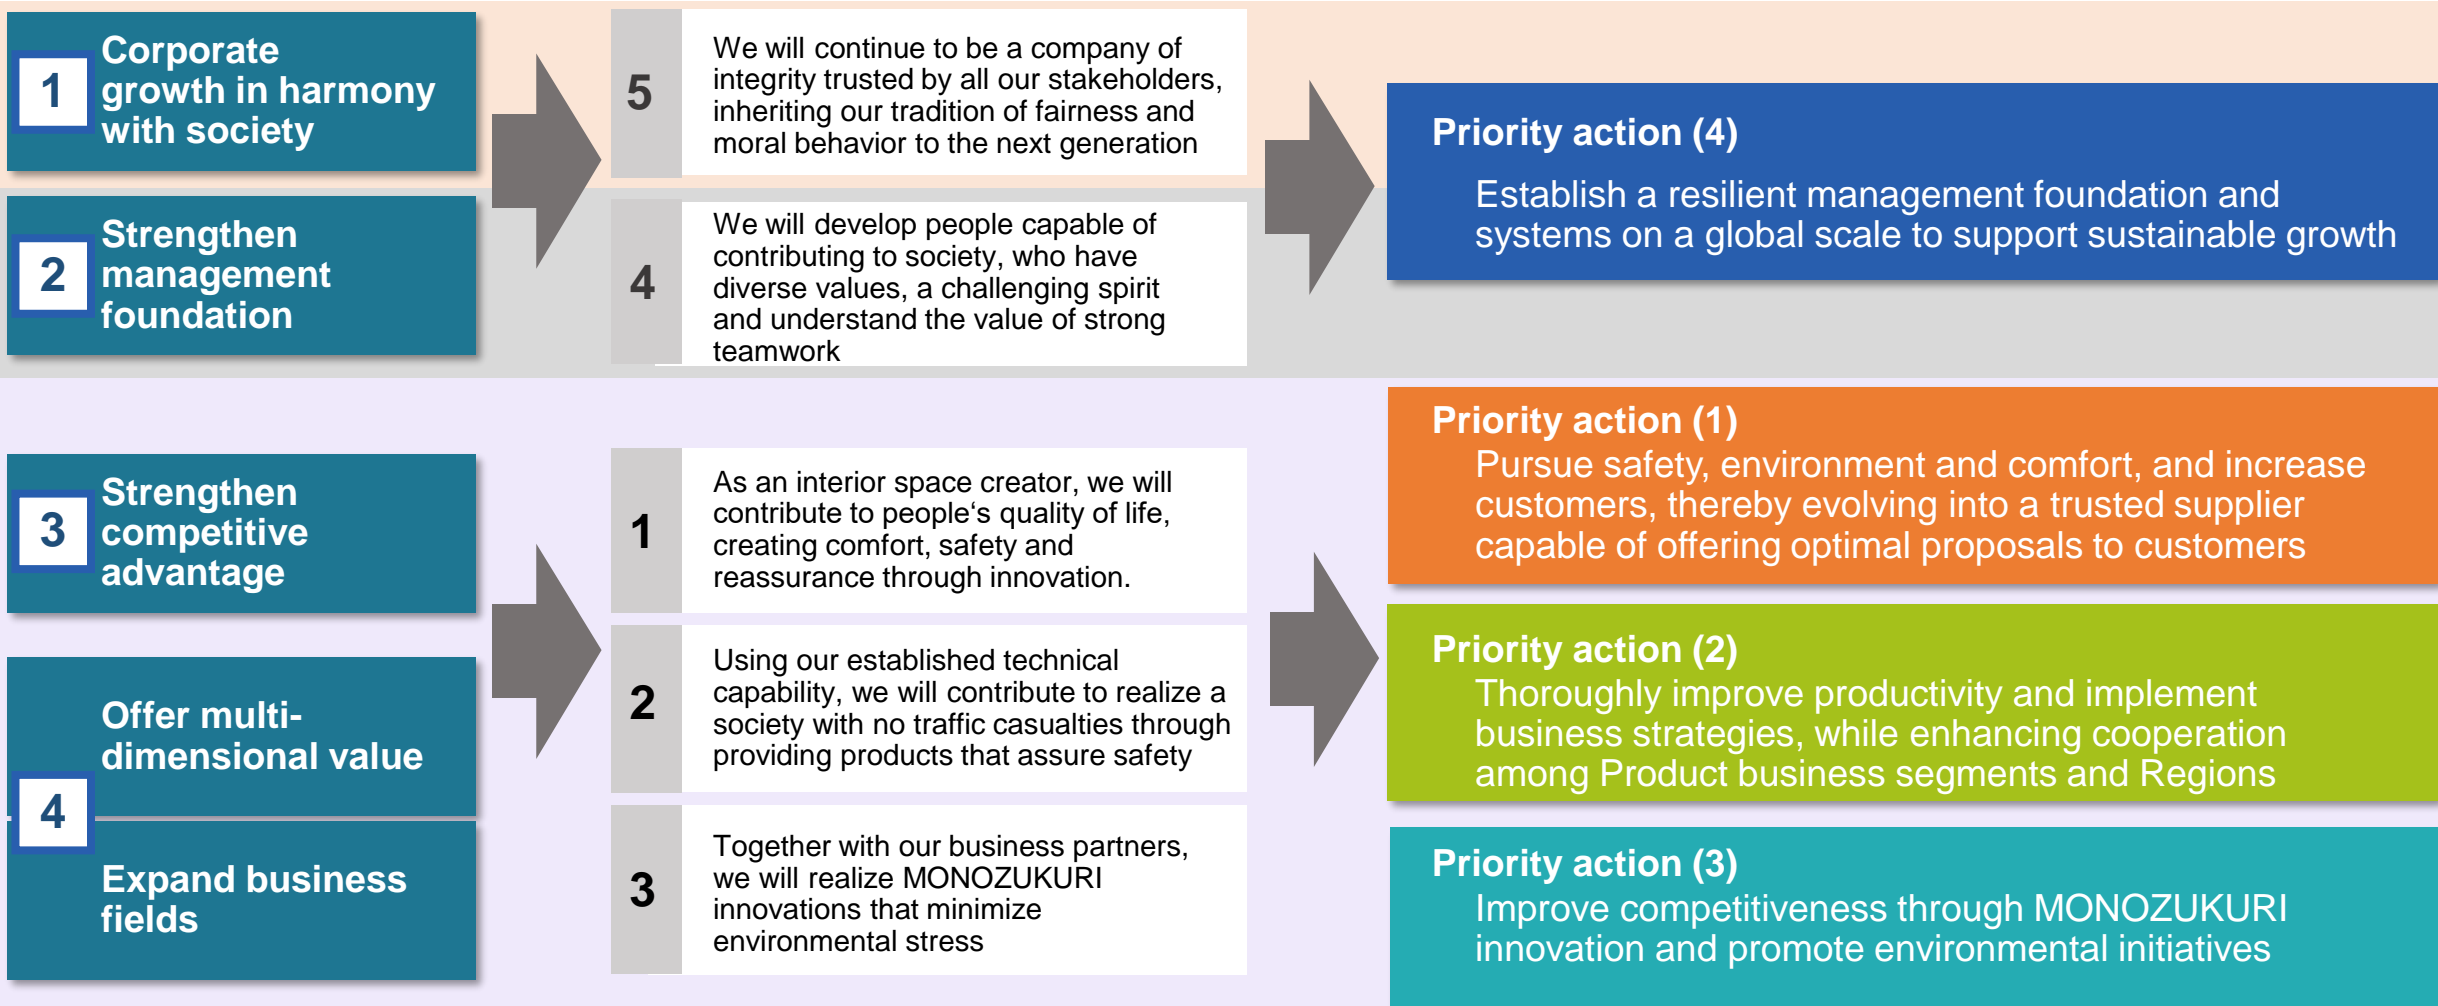 1
Corporate
growth in harmony
with society
2
Strengthen
management
foundation
5
We will continue to be a company of
integrity trusted by all our stakeholders,
inheriting our tradition of fairness and
moral behavior to the next generation
4
We will develop people capable of
contributing to society, who have
diverse values, a challenging spirit
and understand the value of strong
teamwork
Priority action (4)
Establish a resilient management foundation and
systems on a global scale to support sustainable growth
3
Strengthen
competitive
advantage
4
Offer multi-
dimensional value
Expand business
fields
1
As an interior space creator, we will
contribute to people‘s quality of life,
creating comfort, safety and
reassurance through innovation.
2
Using our established technical
capability, we will contribute to realize a
society with no traffic casualties through
providing products that assure safety
3
Together with our business partners,
we will realize MONOZUKURI
innovations that minimize
environmental stress
Priority action (1)
Pursue safety, environment and comfort, and increase
customers, thereby evolving into a trusted supplier
capable of offering optimal proposals to customers
Priority action (2)
Thoroughly improve productivity and implement
business strategies, while enhancing cooperation
among Product business segments and Regions
Priority action (3)
Improve competitiveness through MONOZUKURI
innovation and promote environmental initiatives